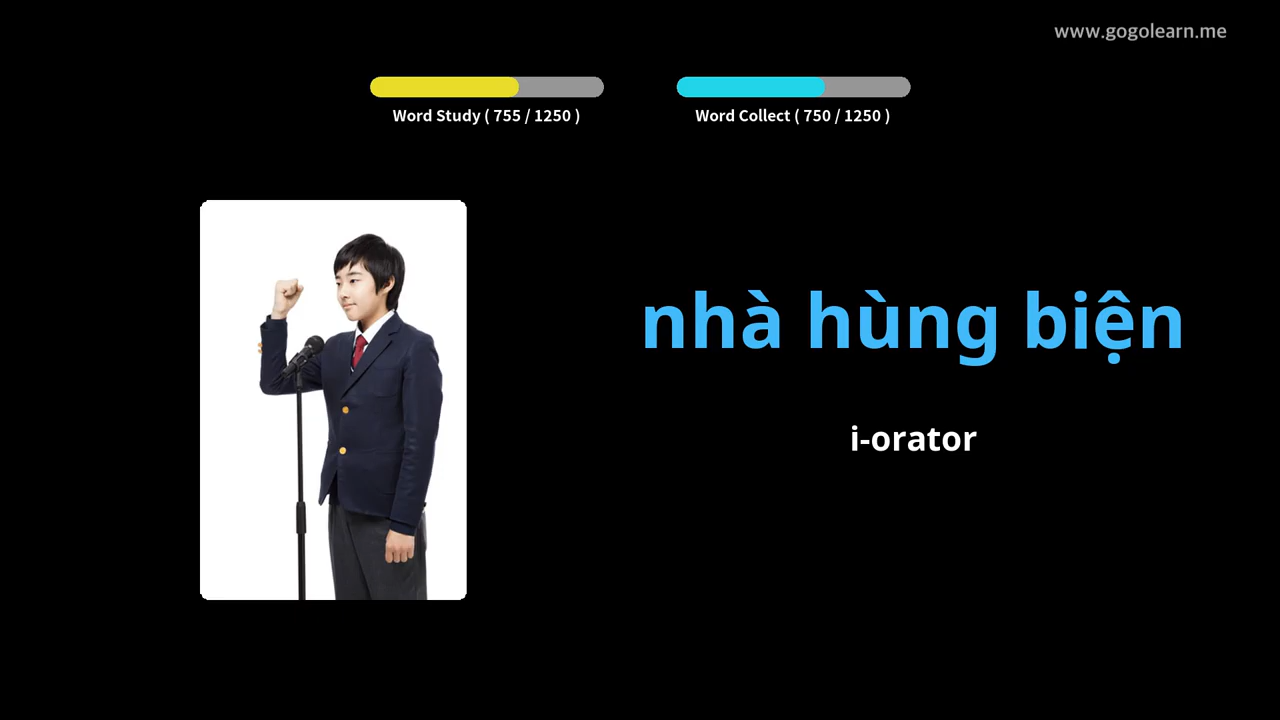 www.gogolearn.me
Word Study ( 755 / 1250 )
Word Collect ( 750 / 1250 )
nhà hùng biện
i-orator